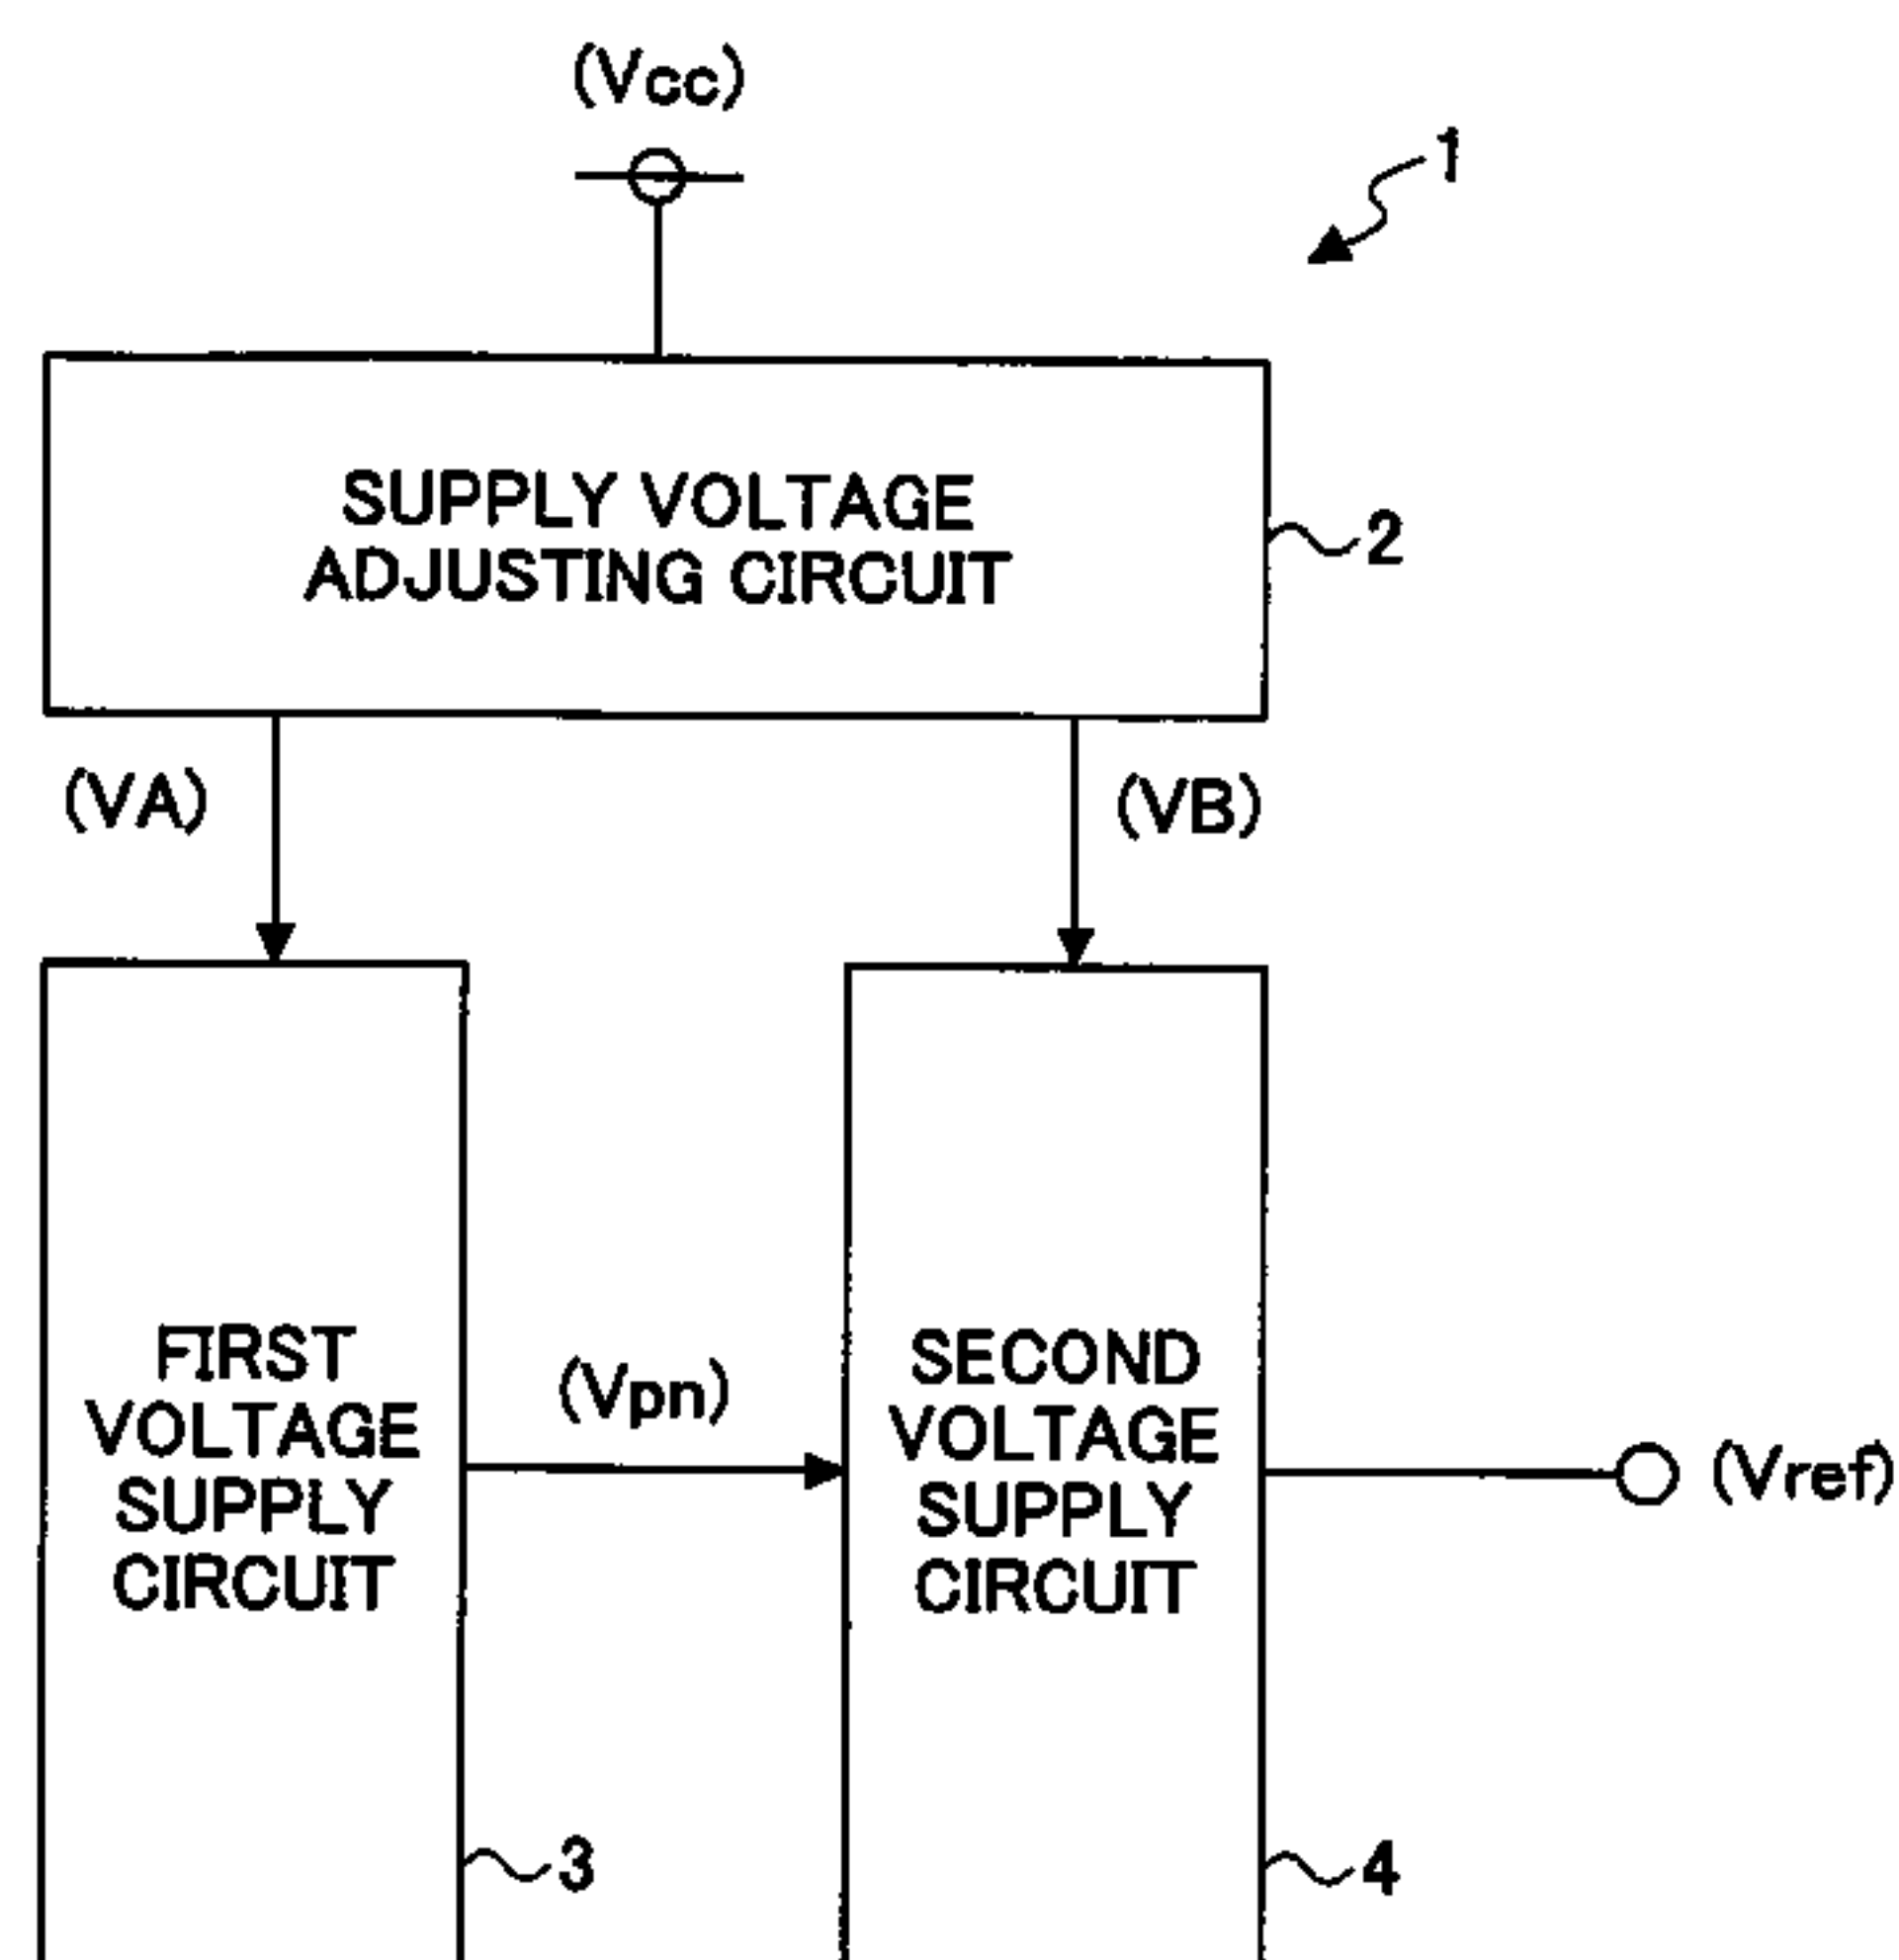 (Vcc)
1
SUPPLY VOLTAGE
ADJUSTING CIRCUIT
2
(VA)
(VB)
FIRST
VOLTAGE
SUPPLY
CIRCUIT
(Vpn)
SECOND
VOLTAGE
SUPPLY
CIRCUIT
(Vref)
3
4